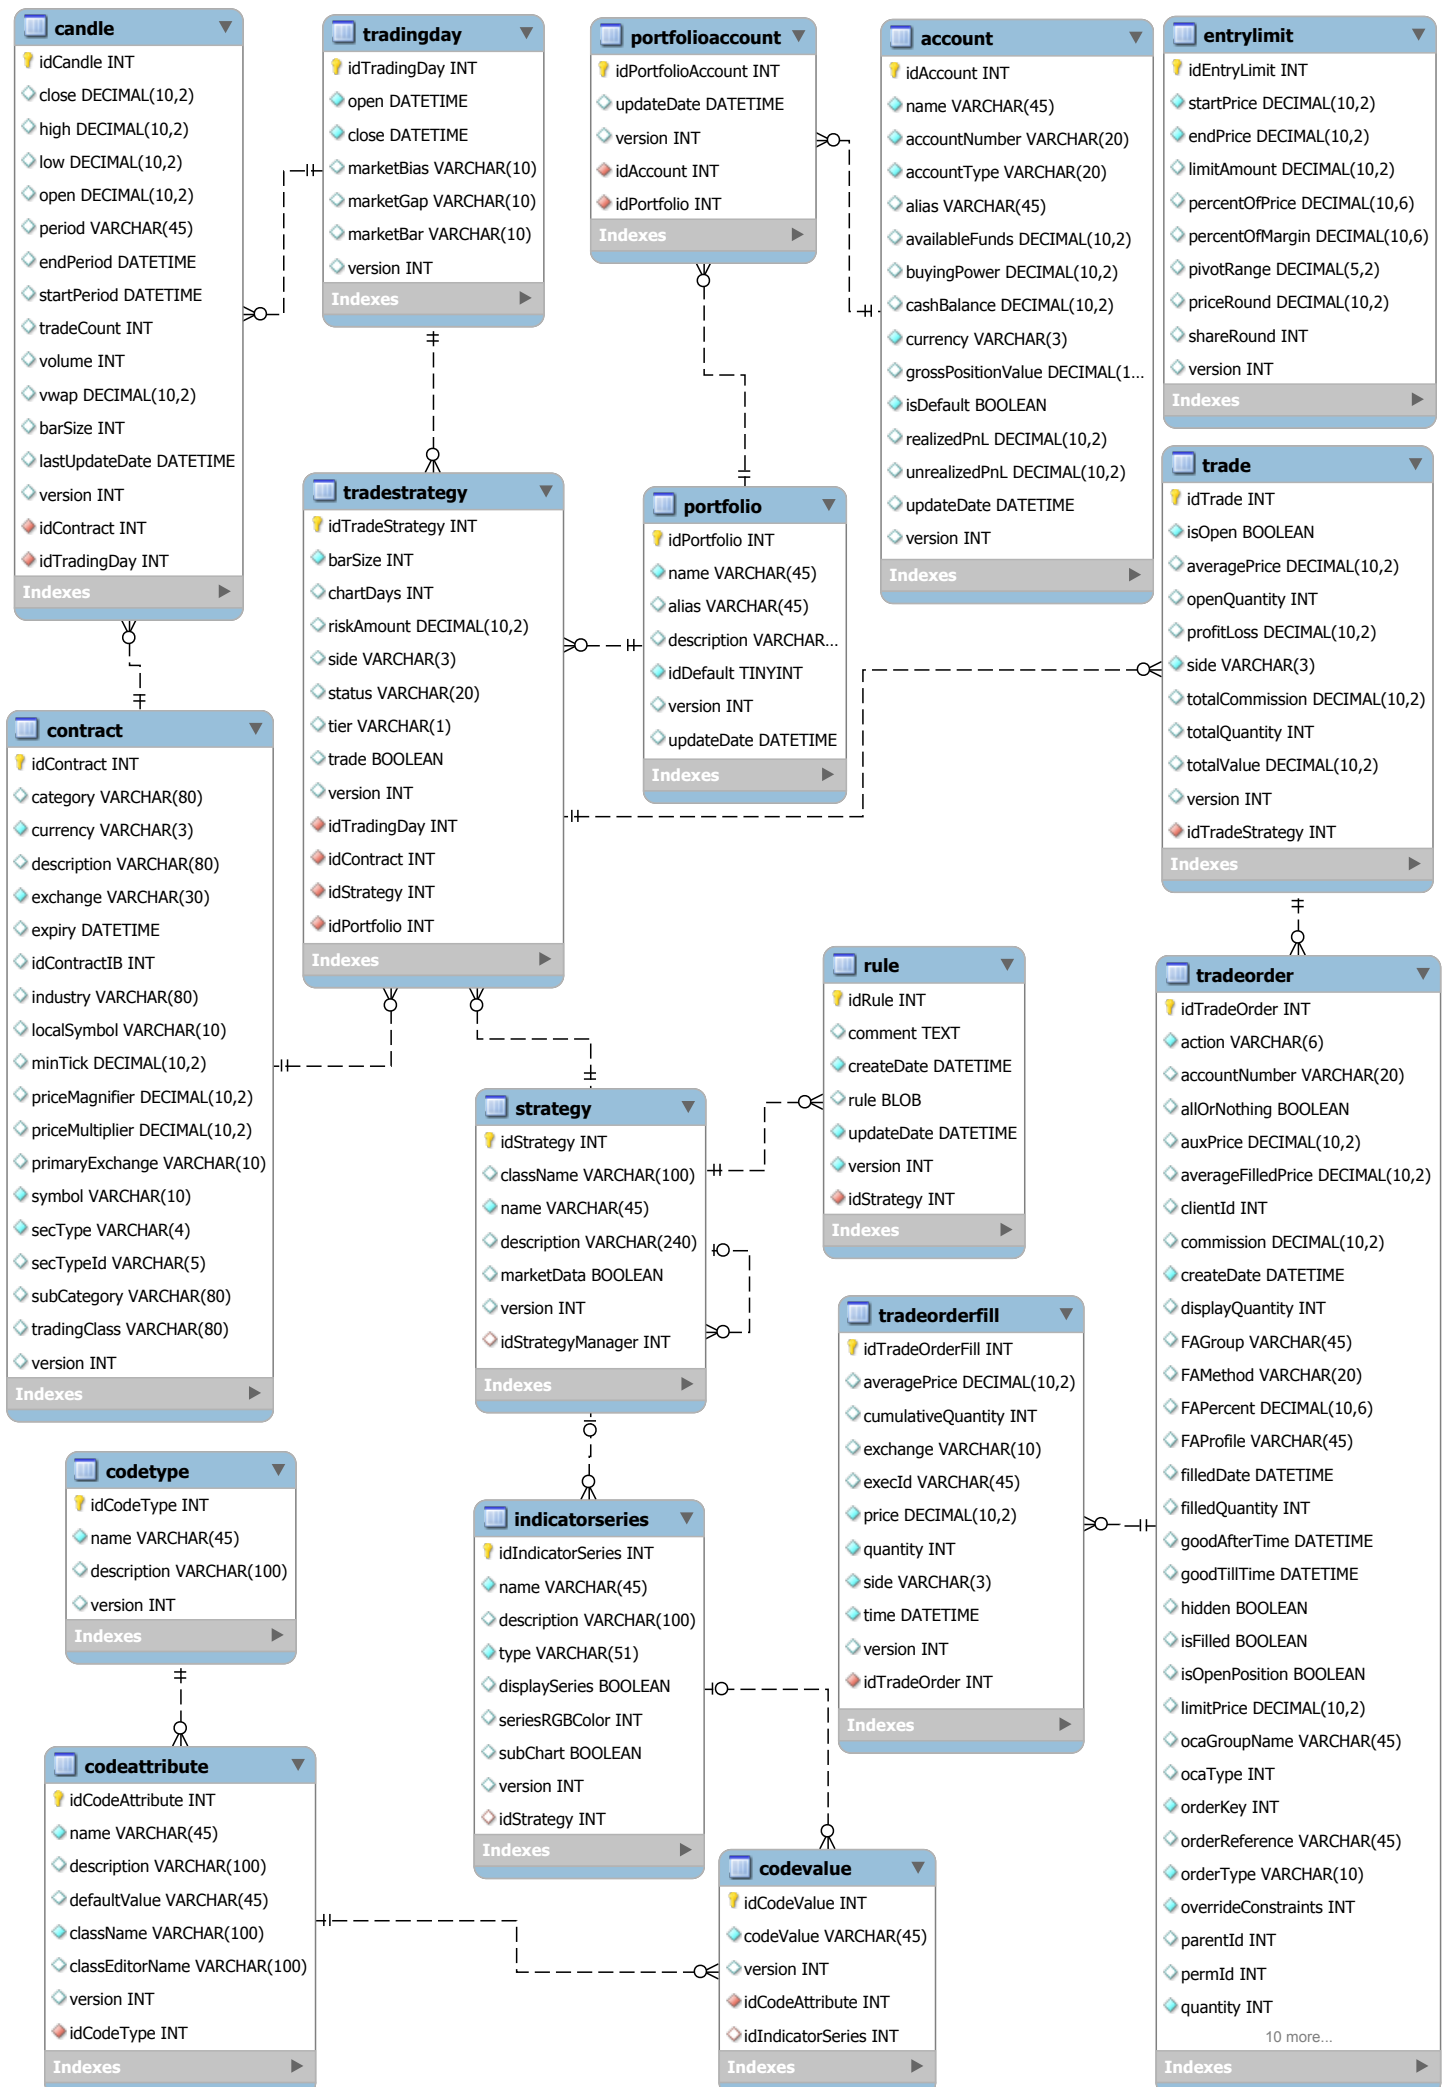 candle
idCandle INT
close DECIMAL(10,2)
high DECIMAL(10,2)
low DECIMAL(10,2)
open DECIMAL(10,2)
period VARCHAR(45)
endPeriod DATETIME
startPeriod DATETIME
tradeCount INT
volume INT
vwap DECIMAL(10,2)
barSize INT
lastUpdateDate DATETIME
version INT
idContract INT
idTradingDay INT
Indexes
tradingday
idTradingDay INT
open DATETIME
close DATETIME
marketBias VARCHAR(10)
marketGap VARCHAR(10)
marketBar VARCHAR(10)
version INT
Indexes
portfolioaccount
idPortfolioAccount INT
updateDate DATETIME
version INT
idAccount INT
idPortfolio INT
Indexes
account
idAccount INT
name VARCHAR(45)
accountNumber VARCHAR(20)
accountType VARCHAR(20)
alias VARCHAR(45)
availableFunds DECIMAL(10,2)
buyingPower DECIMAL(10,2)
cashBalance DECIMAL(10,2)
currency VARCHAR(3)
grossPositionValue DECIMAL(1...
isDefault BOOLEAN
realizedPnL DECIMAL(10,2)
unrealizedPnL DECIMAL(10,2)
updateDate DATETIME
version INT
Indexes
entrylimit
idEntryLimit INT
startPrice DECIMAL(10,2)
endPrice DECIMAL(10,2)
limitAmount DECIMAL(10,2)
percentOfPrice DECIMAL(10,6)
percentOfMargin DECIMAL(10,6)
pivotRange DECIMAL(5,2)
priceRound DECIMAL(10,2)
shareRound INT
version INT
Indexes
tradestrategy
idTradeStrategy INT
barSize INT
chartDays INT
riskAmount DECIMAL(10,2)
side VARCHAR(3)
status VARCHAR(20)
tier VARCHAR(1)
trade BOOLEAN
version INT
idTradingDay INT
idContract INT
idStrategy INT
idPortfolio INT
Indexes
portfolio
idPortfolio INT
name VARCHAR(45)
alias VARCHAR(45)
description VARCHAR...
idDefault TINYINT
version INT
updateDate DATETIME
Indexes
trade
idTrade INT
isOpen BOOLEAN
averagePrice DECIMAL(10,2)
openQuantity INT
profitLoss DECIMAL(10,2)
side VARCHAR(3)
totalCommission DECIMAL(10,2)
totalQuantity INT
totalValue DECIMAL(10,2)
version INT
idTradeStrategy INT
Indexes
contract
idContract INT
category VARCHAR(80)
currency VARCHAR(3)
description VARCHAR(80)
exchange VARCHAR(30)
expiry DATETIME
idContractIB INT
industry VARCHAR(80)
localSymbol VARCHAR(10)
minTick DECIMAL(10,2)
priceMagnifier DECIMAL(10,2)
priceMultiplier DECIMAL(10,2)
primaryExchange VARCHAR(10)
symbol VARCHAR(10)
secType VARCHAR(4)
secTypeId VARCHAR(5)
subCategory VARCHAR(80)
tradingClass VARCHAR(80)
version INT
Indexes
rule
idRule INT
comment TEXT
createDate DATETIME
rule BLOB
updateDate DATETIME
version INT
idStrategy INT
Indexes
tradeorder
idTradeOrder INT
action VARCHAR(6)
accountNumber VARCHAR(20)
allOrNothing BOOLEAN
auxPrice DECIMAL(10,2)
averageFilledPrice DECIMAL(10,2)
clientId INT
commission DECIMAL(10,2)
createDate DATETIME
displayQuantity INT
FAGroup VARCHAR(45)
FAMethod VARCHAR(20)
FAPercent DECIMAL(10,6)
FAProfile VARCHAR(45)
filledDate DATETIME
filledQuantity INT
goodAfterTime DATETIME
goodTillTime DATETIME
hidden BOOLEAN
isFilled BOOLEAN
isOpenPosition BOOLEAN
limitPrice DECIMAL(10,2)
ocaGroupName VARCHAR(45)
ocaType INT
orderKey INT
orderReference VARCHAR(45)
orderType VARCHAR(10)
overrideConstraints INT
parentId INT
permId INT
quantity INT
10 more...
Indexes
strategy
idStrategy INT
className VARCHAR(100)
name VARCHAR(45)
description VARCHAR(240)
marketData BOOLEAN
version INT
idStrategyManager INT
Indexes
tradeorderfill
idTradeOrderFill INT
averagePrice DECIMAL(10,2)
cumulativeQuantity INT
exchange VARCHAR(10)
execId VARCHAR(45)
price DECIMAL(10,2)
quantity INT
side VARCHAR(3)
time DATETIME
version INT
idTradeOrder INT
Indexes
codetype
idCodeType INT
name VARCHAR(45)
description VARCHAR(100)
version INT
Indexes
indicatorseries
idIndicatorSeries INT
name VARCHAR(45)
description VARCHAR(100)
type VARCHAR(51)
displaySeries BOOLEAN
seriesRGBColor INT
subChart BOOLEAN
version INT
idStrategy INT
Indexes
codeattribute
idCodeAttribute INT
name VARCHAR(45)
description VARCHAR(100)
defaultValue VARCHAR(45)
className VARCHAR(100)
classEditorName VARCHAR(100)
version INT
idCodeType INT
Indexes
codevalue
idCodeValue INT
codeValue VARCHAR(45)
version INT
idCodeAttribute INT
idIndicatorSeries INT
Indexes